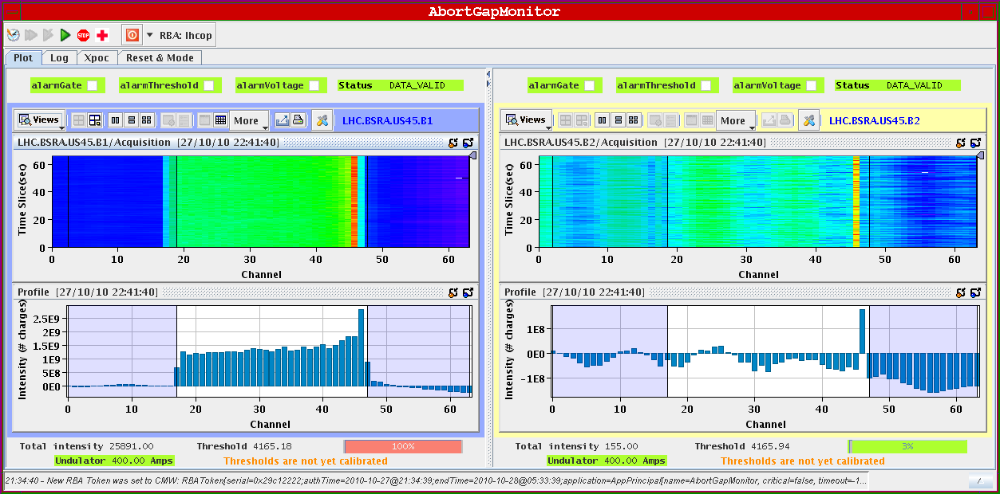 AbortGapMonitor
STOP RBA: lhcop
Plot Log Xpoc Reset & Mode
alarmGate alarmThreshold alarmVoltage Status DATA_VALID
Views More LHC.BSRA.US45.B1
LHC.BSRA.US45.B1/Acquisition [27/10/10 22:41:40]
Time Slice(sec)
60
40
20
0
0 10 20 30 40 50 60
Channel
Profile [27/10/10 22:41:40]
Intensity (# charges)
2.5E9
2E9
1.5E9
1E9
5E8
0E0
0 10 20 30 40 50 60
Channel
Total intensity 25891.00 Threshold 4165.18 100%
Undulator 400.00 Amps Thresholds are not yet calibrated
alarmGate alarmThreshold alarmVoltage Status DATA_VALID
Views More LHC.BSRA.US45.B2
LHC.BSRA.US45.B2/Acquisition [27/10/10 22:41:40]
Time Slice(sec)
60
40
20
0
0 10 20 30 40 50 60
Channel
Profile [27/10/10 22:41:40]
Intensity (# charges)
1E8
0E0
-1E8
0 10 20 30 40 50 60
Channel
Total intensity 155.00 Threshold 4165.94 3%
Undulator 400.00 Amps Thresholds are not yet calibrated
21:34:40 - New RBA Token was set to CMW: RBAToken[serial=0x29c12222;authTime=2010-10-27@21:34:39;endTime=2010-10-28@05:33:39;application=AppPrincipal[name=AbortGapMonitor, critical=false, timeout=-1...